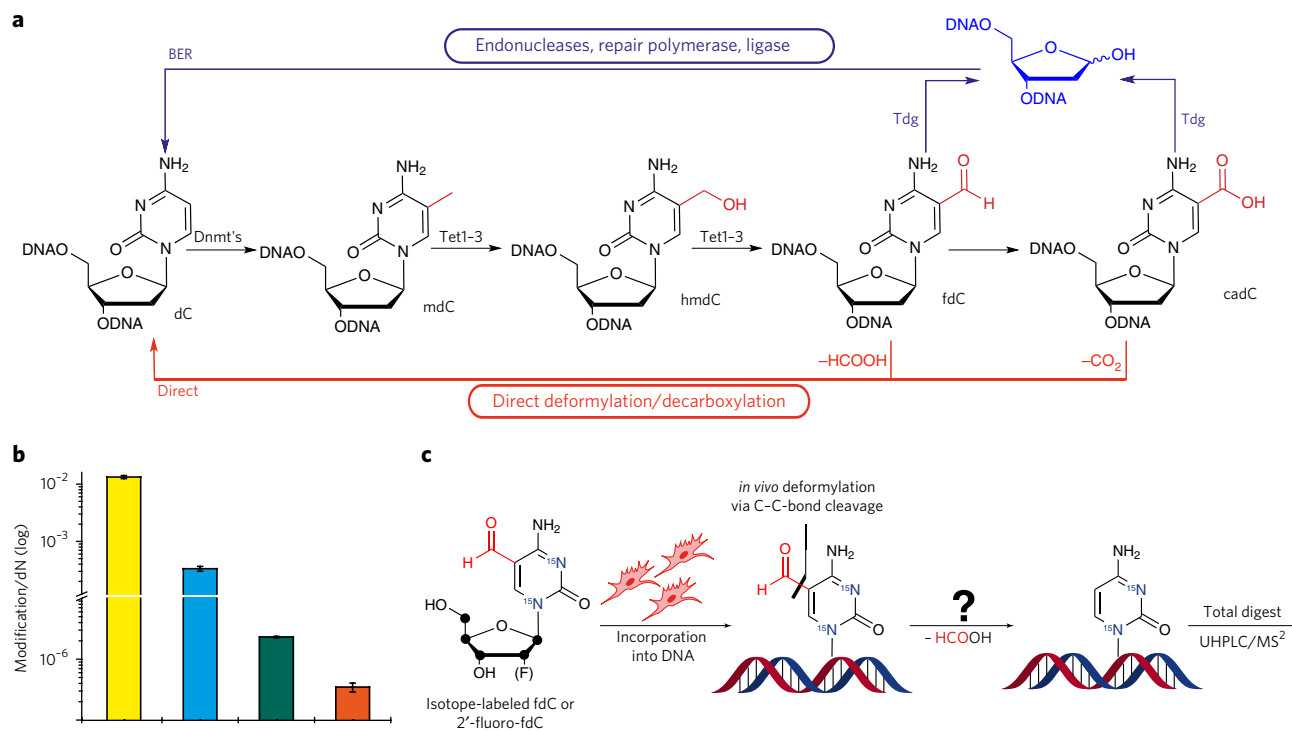 a
Endonucleases, repair polymerase, ligase
BER
DNAO
O
OH
ODNA
Tdg
Tdg
NH2
N
O
N
DNAO
O
ODNA
dC
Dnmt's
NH2
N
O
N
DNAO
O
ODNA
mdC
Tet1–3
NH2
OH
N
O
N
DNAO
O
ODNA
hmdC
Tet1–3
NH2
O
H
N
O
N
DNAO
O
ODNA
fdC
NH2
O
OH
N
O
N
DNAO
O
ODNA
cadC
–HCOOH
–CO2
Direct
Direct deformylation/decarboxylation
b
Modification/dN (log)
10−2
10−3
10−6
c
O
H
NH2
15N
15N
O
HO
O
OH
(F)
Isotope-labeled fdC or
2′-fluoro-fdC
Incorporation
into DNA
in vivo deformylation
via C–C-bond cleavage
O
H
NH2
15N
15N
O
?
– HCOOH
NH2
15N
15N
O
Total digest
UHPLC/MS2